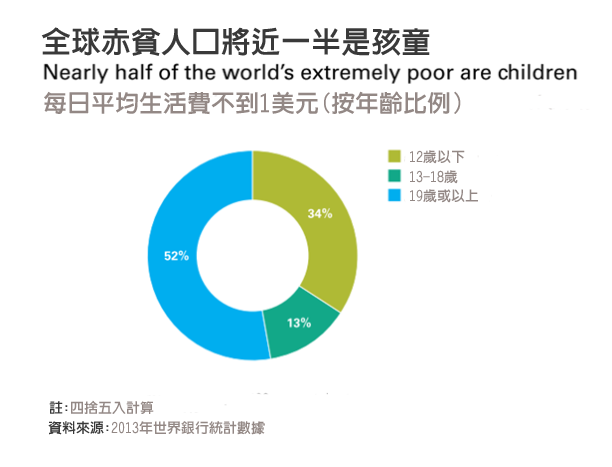 全球赤貧人口將近一半是孩童
Nearly half of the world's extremely poor are children
每日平均生活費不到1美元(按年齡比例)
12歲以下
13-18歲
19歲或以上
34%
52%
13%
註:四捨五入計算
資料來源:2013年世界銀行統計數據